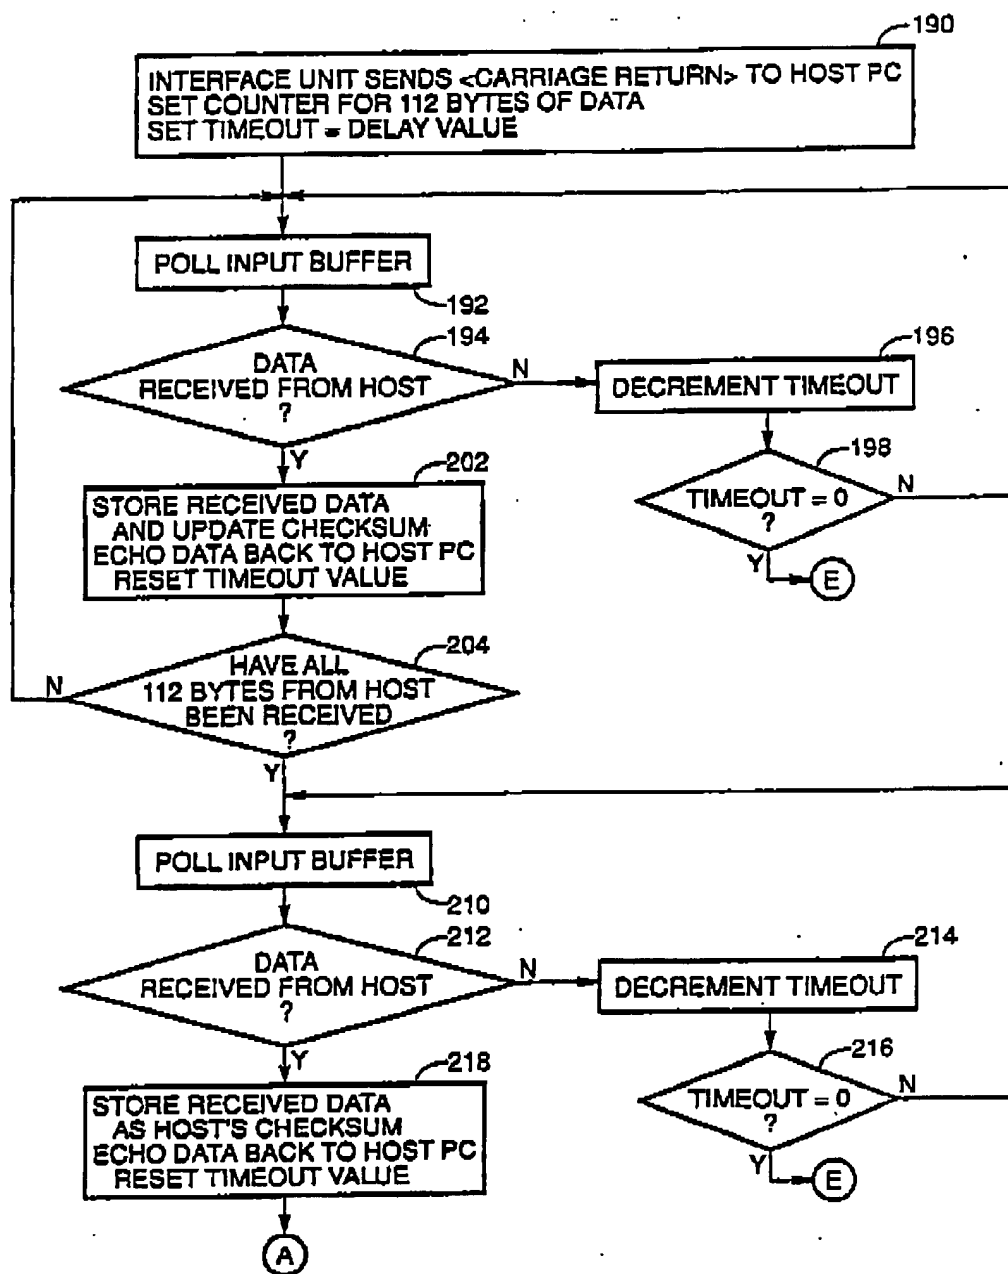 190
INTERFACE UNIT SENDS <CARRIAGE RETURN> TO HOST PC
SET COUNTER FOR 112 BYTES OF DATA
SET TIMEOUT = DELAY VALUE
POLL INPUT BUFFER
192
194
DATA
RECEIVED FROM HOST
?
N
Y
196
DECREMENT TIMEOUT
198
TIMEOUT = 0
?
N
Y
E
202
STORE RECEIVED DATA
AND UPDATE CHECKSUM
ECHO DATA BACK TO HOST PC
RESET TIMEOUT VALUE
204
HAVE ALL
112 BYTES FROM HOST
BEEN RECEIVED
?
N
Y
POLL INPUT BUFFER
210
212
DATA
RECEIVED FROM HOST
?
N
Y
214
DECREMENT TIMEOUT
216
TIMEOUT = 0
?
N
Y
E
218
STORE RECEIVED DATA
AS HOST'S CHECKSUM
ECHO DATA BACK TO HOST PC
RESET TIMEOUT VALUE
A